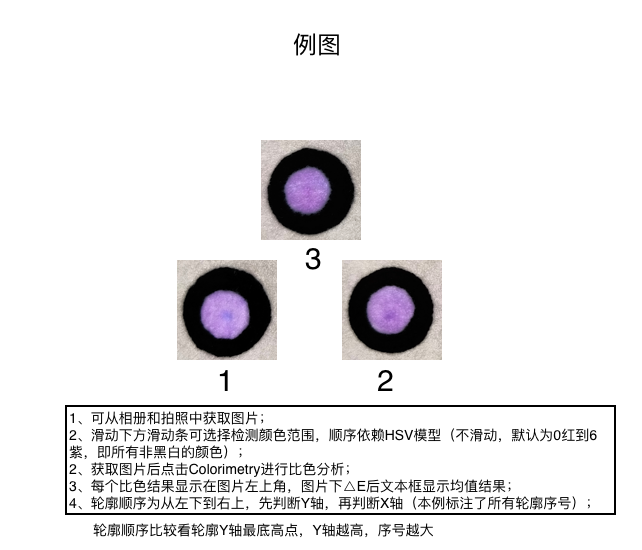 例图
3
1
2
1、可从相册和拍照中获取图片；
2、滑动下方滑动条可选择检测颜色范围，顺序依赖HSV模型（不滑动，默认为0红到6
紫，即所有非黑白的颜色）；
2、获取图片后点击Colorimetry进行比色分析；
3、每个比色结果显示在图片左上角，图片下△E后文本框显示均值结果；
4、轮廓顺序为从左下到右上，先判断Y轴，再判断X轴（本例标注了所有轮廓序号）；
轮廓顺序比较看轮廓Y轴最底高点，Y轴越高，序号越大